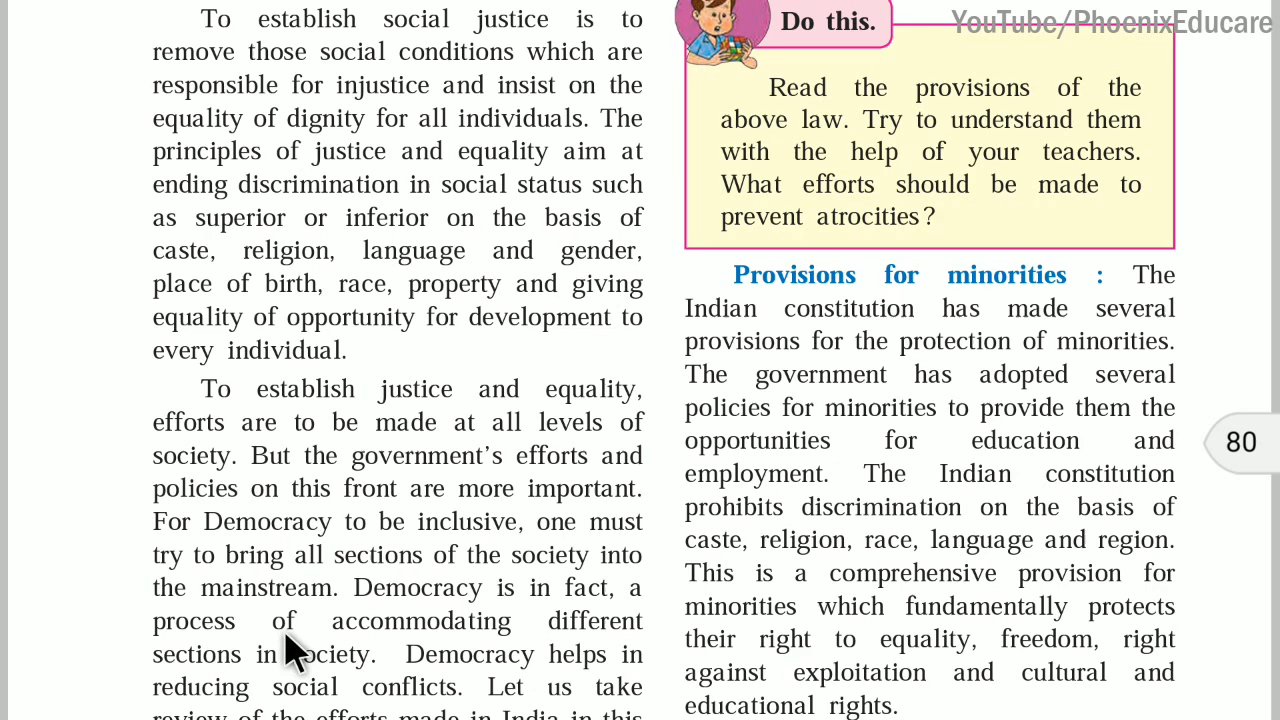 To establish social justice is to
remove those social conditions which are
responsible for injustice and insist on the
equality of dignity for all individuals. The
principles of justice and equality aim at
ending discrimination in social status such
as superior or inferior on the basis of
caste, religion, language and gender,
place of birth, race, property and giving
equality of opportunity for development to
every individual.
To establish justice and equality,
efforts are to be made at all levels of
society. But the government's efforts and
policies on this front are more important.
For Democracy to be inclusive, one must
try to bring all sections of the society into
the mainstream. Democracy is in fact, a
process of accommodating different
sections in society. Democracy helps in
reducing social conflicts. Let us take
review of the efforts made in India in this
Do this.
YouTube/PhoenixEducare
Read the provisions of the
above law. Try to understand them
with the help of your teachers.
What efforts should be made to
prevent atrocities?
Provisions for minorities : The
Indian constitution has made several
provisions for the protection of minorities.
The government has adopted several
policies for minorities to provide them the
opportunities for education and
employment. The Indian constitution
prohibits discrimination on the basis of
caste, religion, race, language and region.
This is a comprehensive provision for
minorities which fundamentally protects
their right to equality, freedom, right
against exploitation and cultural and
educational rights.
80